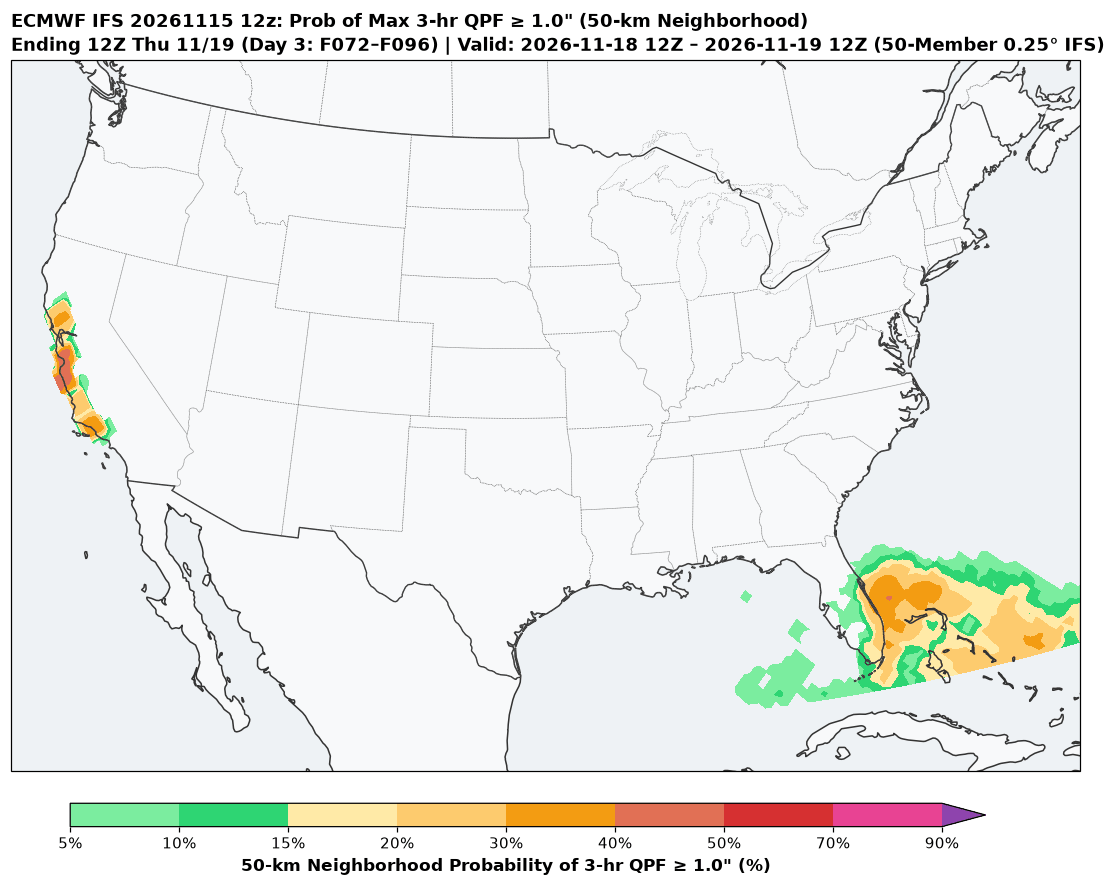 ECMWF IFS 20261115 12z: Prob of Max 3-hr QPF ≥ 1.0" (50-km Neighborhood)
Ending 12Z Thu 11/19 (Day 3: F072–F096) | Valid: 2026-11-18 12Z – 2026-11-19 12Z (50-Member 0.25° IFS)
5% 10% 15% 20% 30% 40% 50% 70% 90%
50-km Neighborhood Probability of 3-hr QPF ≥ 1.0" (%)